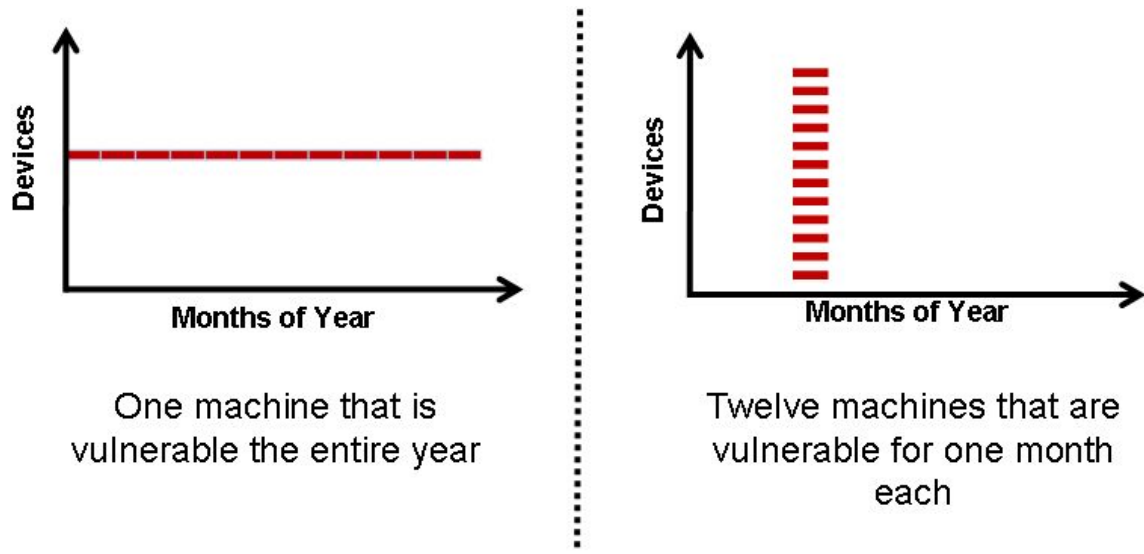 Devices
Months of Year
One machine that is
vulnerable the entire year
Devices
Months of Year
Twelve machines that are
vulnerable for one month
each